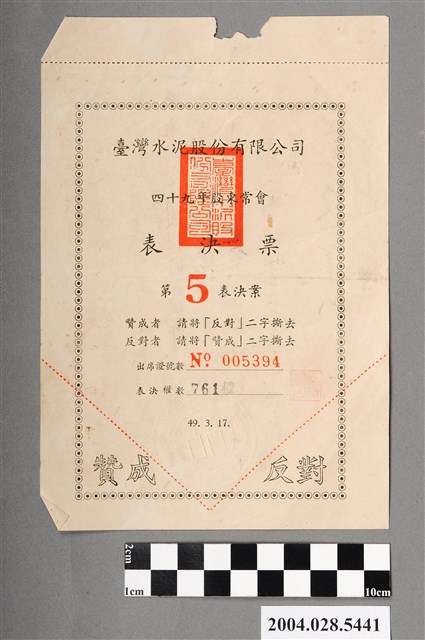 臺灣水泥股份有限公司
四十九年股東常會
表決票
第5表決案
贊成者 請將「反對」二字撕去
反對者 請將「贊成」二字撕去
出席證號數 No 005394
表決權數 761
49. 3. 17.
贊成 反對
2cm
1cm 10cm
2004.028.5441